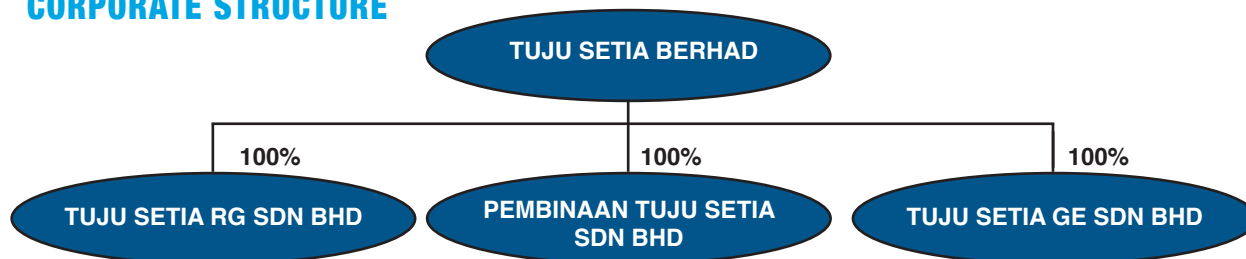 CORPORATE STRUCTURE
TUJU SETIA BERHAD
100%
100%
100%
TUJU SETIA RG SDN BHD
PEMBINAAN TUJU SETIA
SDN BHD
TUJU SETIA GE SDN BHD